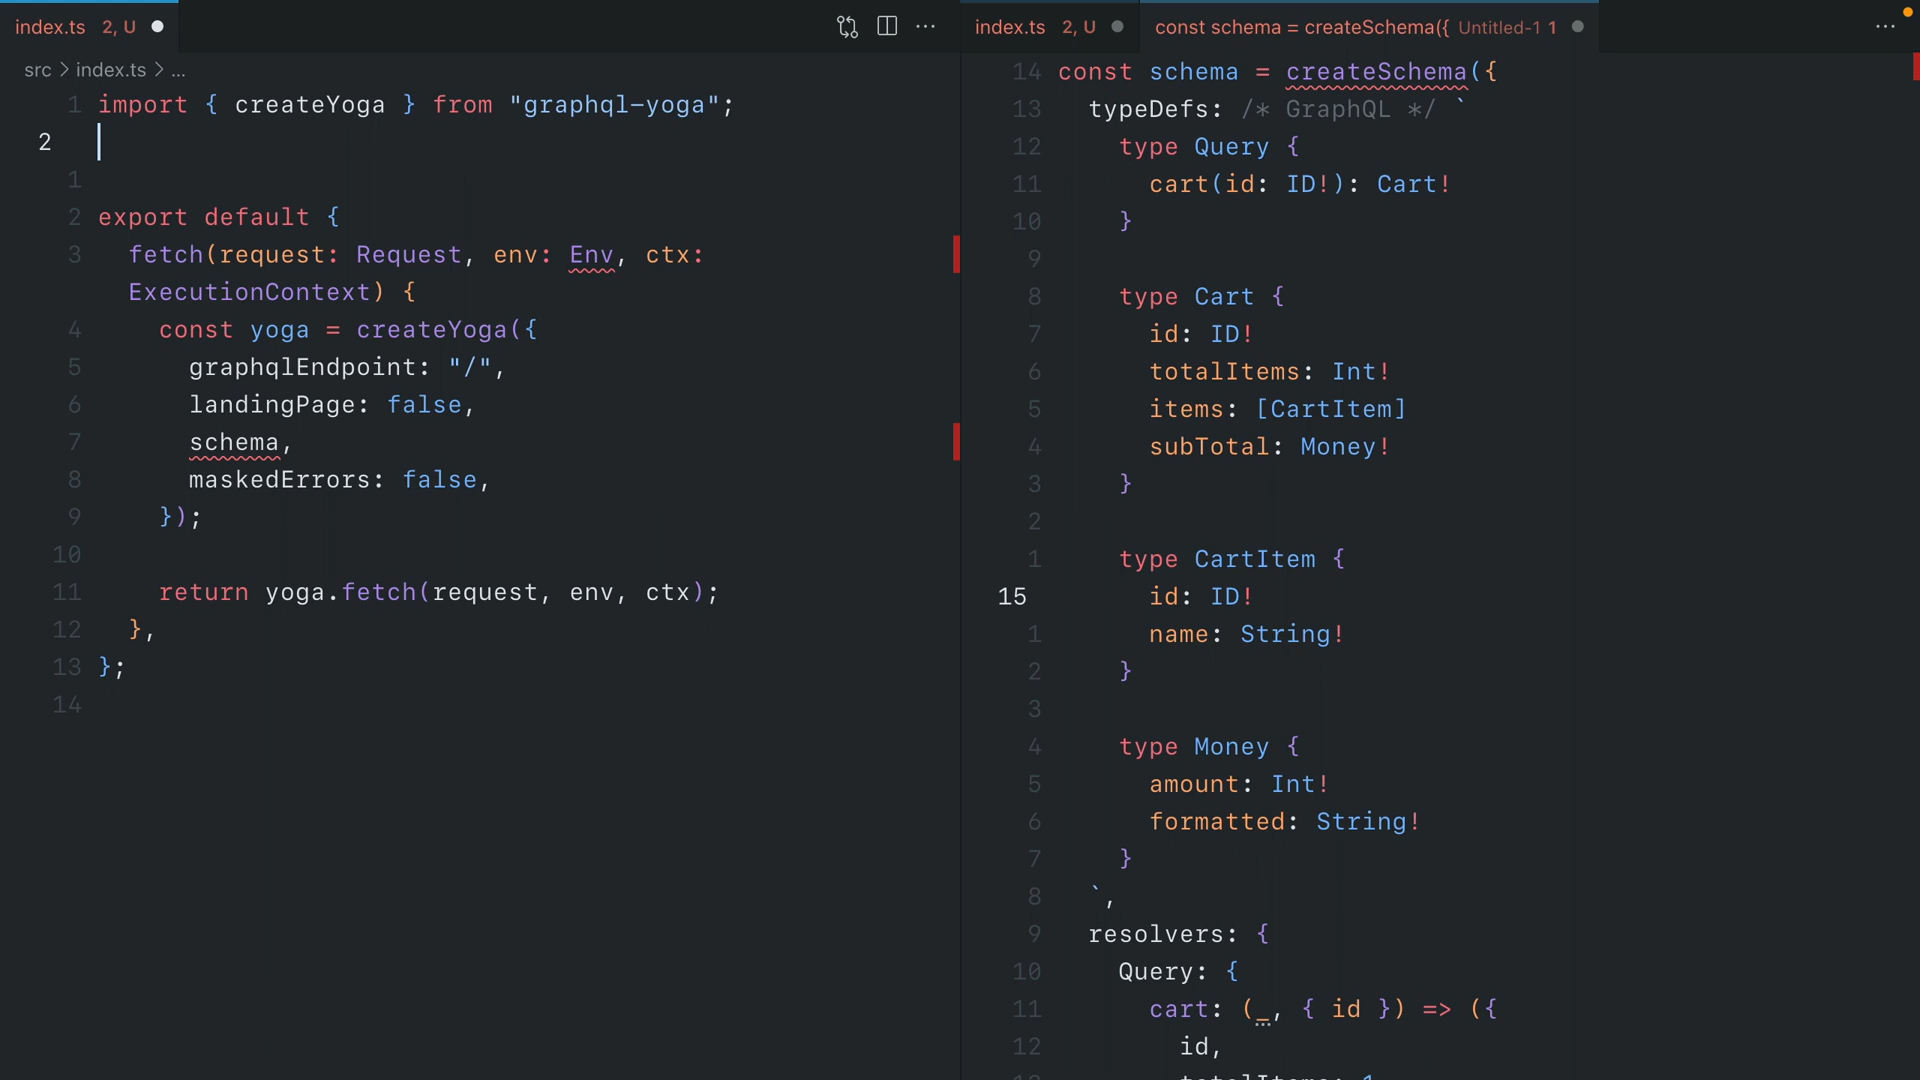 index.ts 2, U
src > index.ts > ...
1 import { createYoga } from "graphql-yoga";
2
1
2 export default {
3 fetch(request: Request, env: Env, ctx:
ExecutionContext) {
4 const yoga = createYoga({
5 graphqlEndpoint: "/",
6 landingPage: false,
7 schema,
8 maskedErrors: false,
9 });
10
11 return yoga.fetch(request, env, ctx);
12 },
13 };
14
index.ts 2, U
const schema = createSchema({ Untitled-1 1
14 const schema = createSchema({
13 typeDefs: /* GraphQL */ `
12 type Query {
11 cart(id: ID!): Cart!
10 }
9
8 type Cart {
7 id: ID!
6 totalItems: Int!
5 items: [CartItem]
4 subTotal: Money!
3 }
2
1 type CartItem {
15 id: ID!
1 name: String!
2 }
3
4 type Money {
5 amount: Int!
6 formatted: String!
7 }
8 `,
9 resolvers: {
10 Query: {
11 cart: (_, { id }) => ({
12 id,